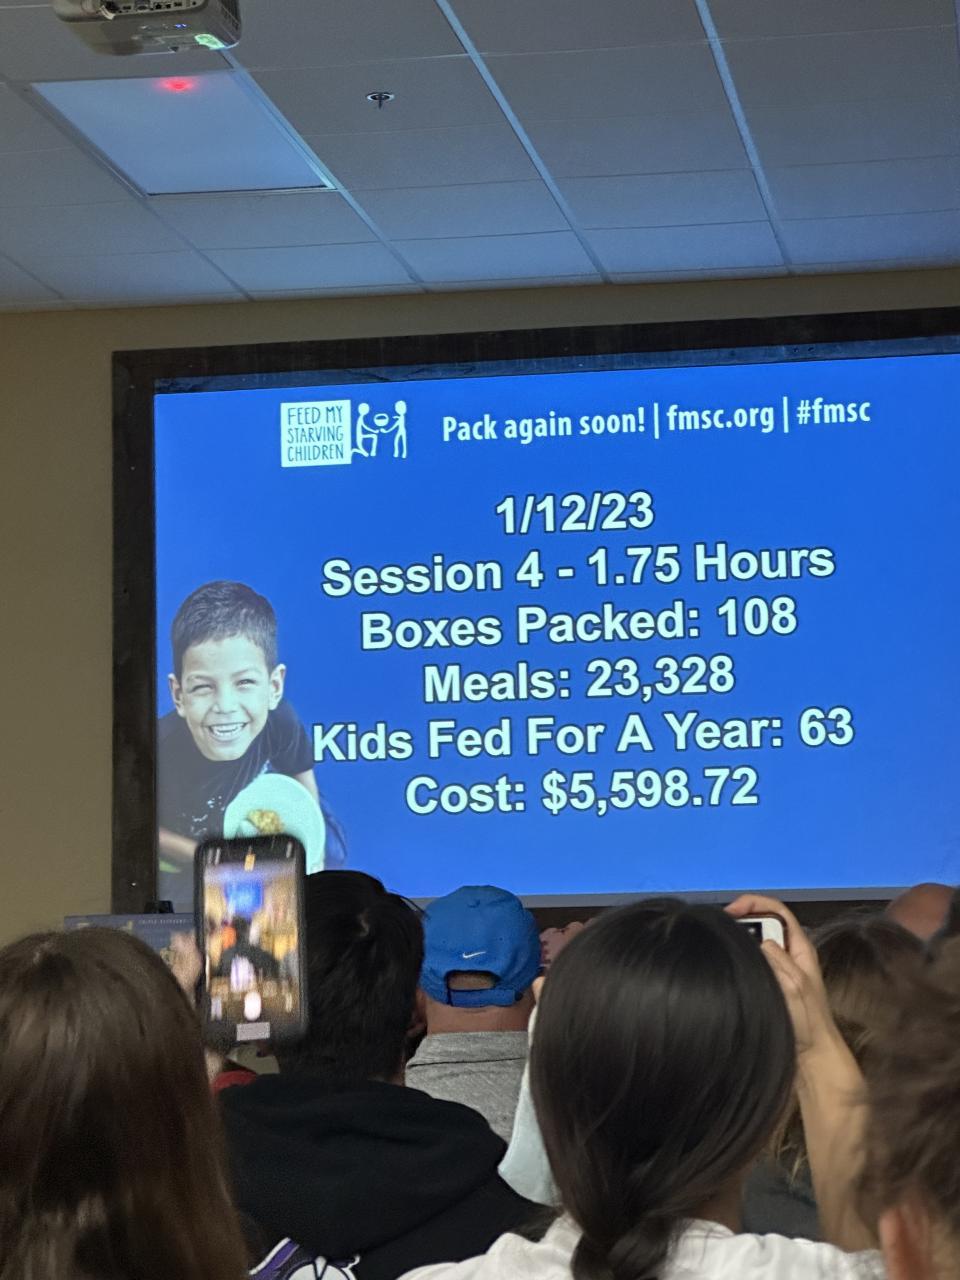 FEED MY
STARVING
CHILDREN
Pack again soon! | fmsc.org | #fmsc
1/12/23
Session 4 - 1.75 Hours
Boxes Packed: 108
Meals: 23,328
Kids Fed For A Year: 63
Cost: $5,598.72